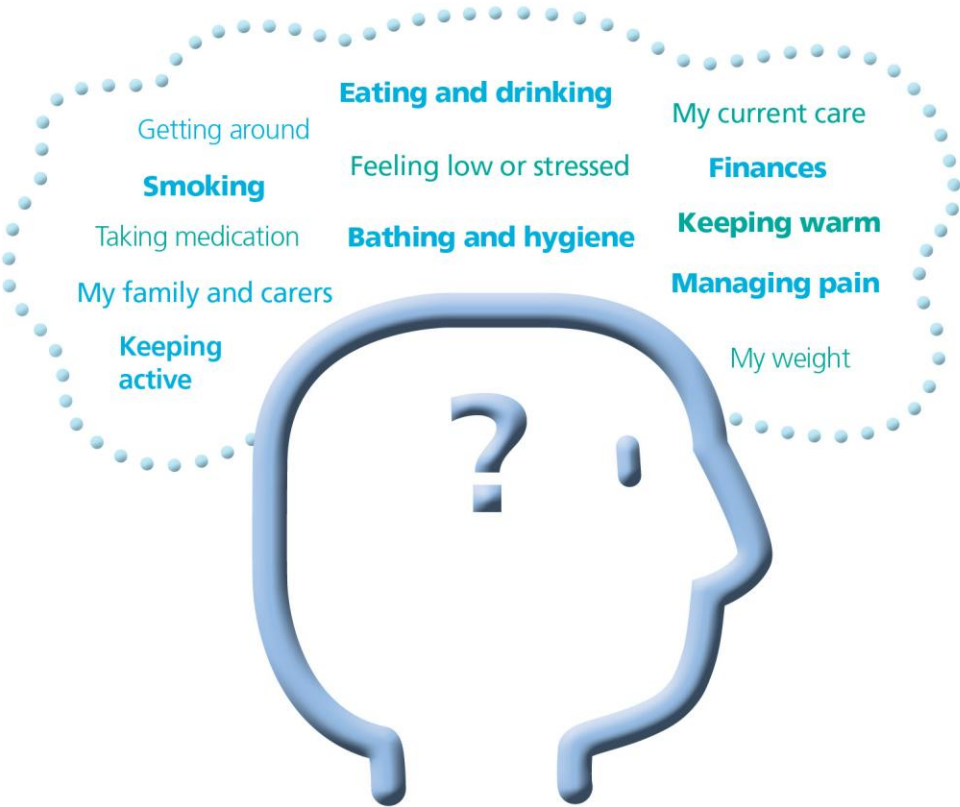 Eating and drinking
Getting around
My current care
Feeling low or stressed
Finances
Smoking
Taking medication
Bathing and hygiene
Keeping warm
My family and carers
Managing pain
Keeping
active
My weight
?